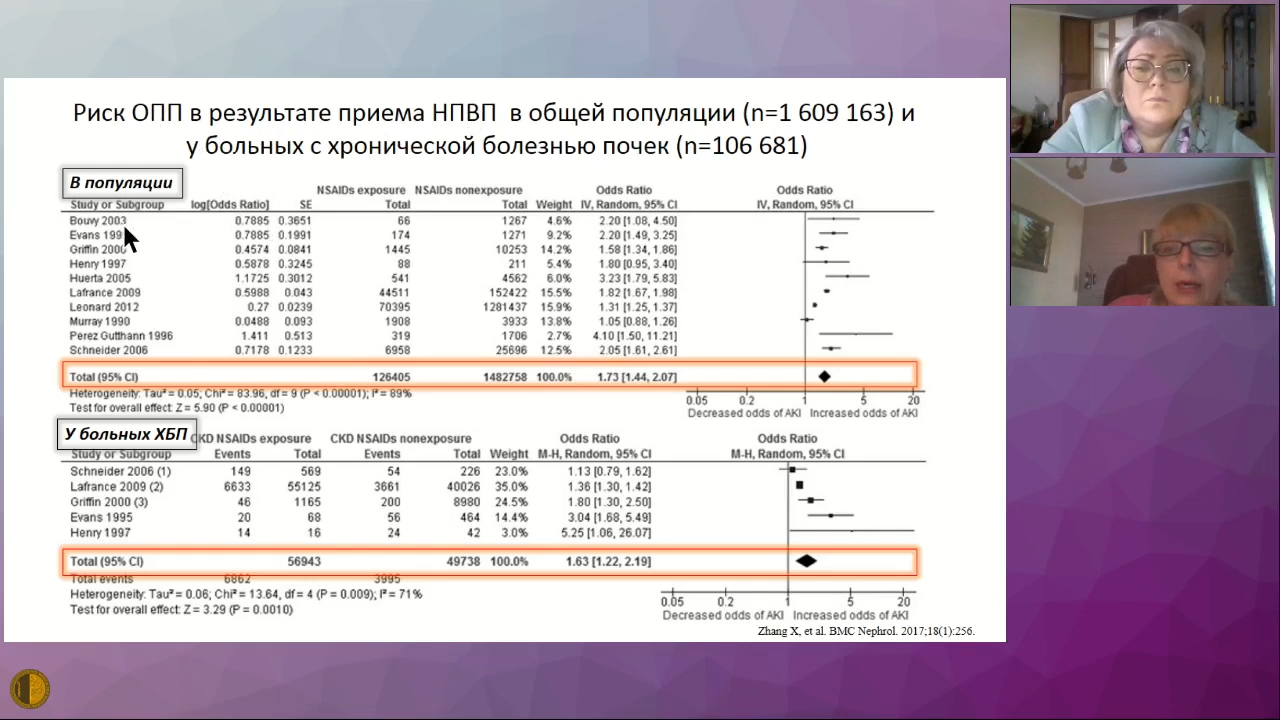 Риск ОПП в результате приема НПВП в общей популяции (n=1 609 163) и
у больных с хронической болезнью почек (n=106 681)
В популяции
NSAIDs exposure NSAIDs nonexposure Odds Ratio Odds Ratio
Study or Subgroup log[Odds Ratio] SE Total Total Weight IV, Random, 95% CI IV, Random, 95% CI
Bouvy 2003 0.7885 0.3651 66 1267 4.6% 2.20 [1.08, 4.50]
Evans 199 0.7885 0.1991 174 1271 9.2% 2.20 [1.49, 3.25]
Griffin 2000 0.4574 0.0841 1445 10253 14.2% 1.58 [1.34, 1.86]
Henry 1997 0.5878 0.3245 88 211 5.4% 1.80 [0.95, 3.40]
Huerta 2005 1.1725 0.3012 541 4562 6.0% 3.23 [1.79, 5.83]
Lafrance 2009 0.5988 0.043 44511 152422 15.5% 1.82 [1.67, 1.98]
Leonard 2012 0.27 0.0239 70395 1281437 15.9% 1.31 [1.25, 1.37]
Murray 1990 0.0488 0.093 1908 3933 13.8% 1.05 [0.88, 1.26]
Perez Gutthann 1996 1.411 0.513 319 1706 2.7% 4.10 [1.50, 11.21]
Schneider 2006 0.7178 0.1233 6958 25696 12.5% 2.05 [1.61, 2.61]
Total (95% CI) 126405 1482758 100.0% 1.73 [1.44, 2.07]
Heterogeneity: Tau² = 0.05; Chi² = 83.96, df = 9 (P < 0.00001); I² = 89%
Test for overall effect: Z = 5.90 (P < 0.00001)
0.05 0.2 1 5 20
Decreased odds of AKI Increased odds of AKI
У больных ХБП
CKD NSAIDs exposure CKD NSAIDs nonexposure Odds Ratio Odds Ratio
Study or Subgroup Events Total Events Total Weight M-H, Random, 95% CI M-H, Random, 95% CI
Schneider 2006 (1) 149 569 54 226 23.0% 1.13 [0.79, 1.62]
Lafrance 2009 (2) 6633 55125 3661 40026 35.0% 1.36 [1.30, 1.42]
Griffin 2000 (3) 46 1165 200 8980 24.5% 1.80 [1.30, 2.50]
Evans 1995 20 68 56 464 14.4% 3.04 [1.68, 5.49]
Henry 1997 14 16 24 42 3.0% 5.25 [1.06, 26.07]
Total (95% CI) 56943 49738 100.0% 1.63 [1.22, 2.19]
Total events 6862 3995
Heterogeneity: Tau² = 0.06; Chi² = 13.64, df = 4 (P = 0.009); I² = 71%
Test for overall effect: Z = 3.29 (P = 0.0010)
0.05 0.2 1 5 20
Decreased odds of AKI Increased odds of AKI
Zhang X, et al. BMC Nephrol. 2017;18(1):256.